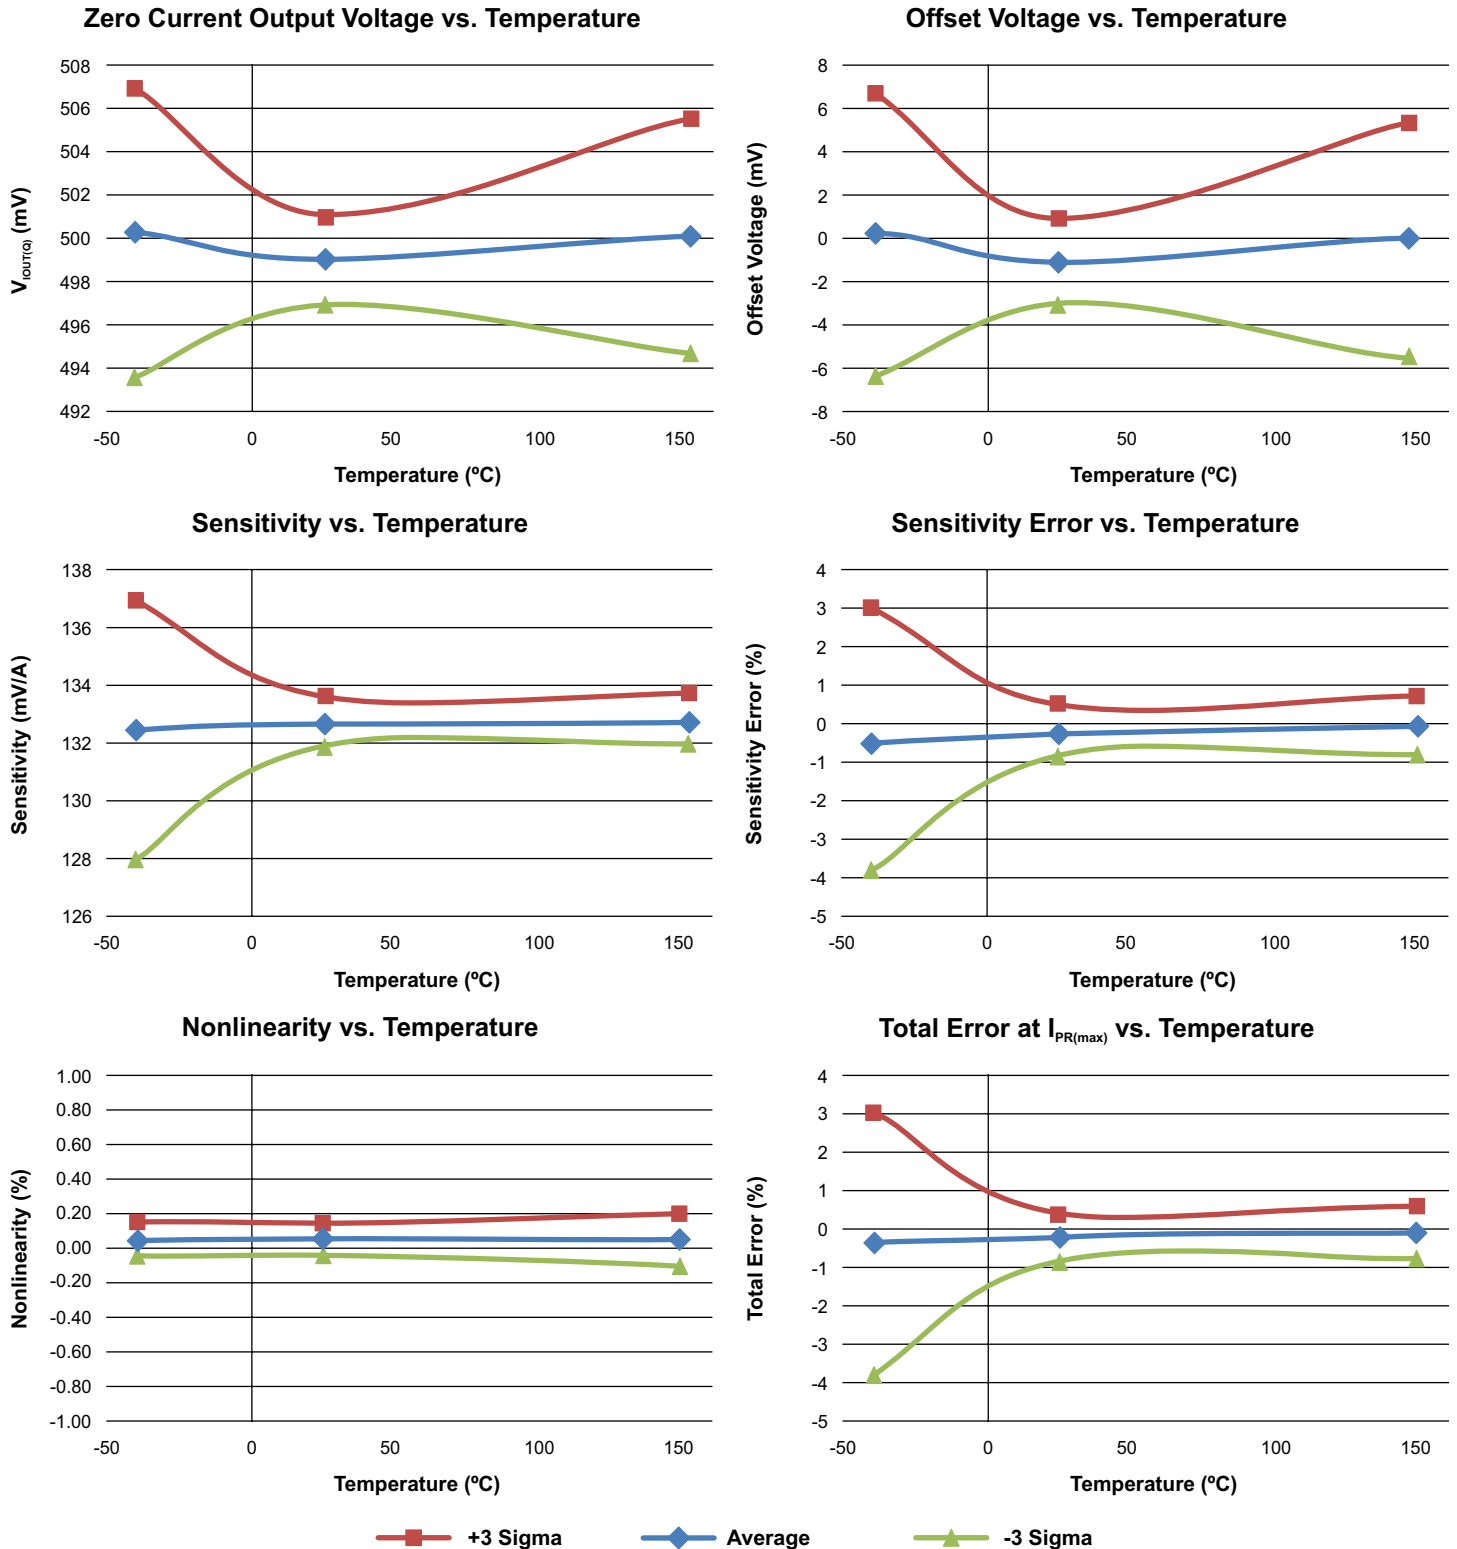 Zero Current Output Voltage vs. Temperature
508
506
504
502
500
498
496
494
492
V_IOUT(Q) (mV)
-50 0 50 100 150
Temperature (ºC)
Offset Voltage vs. Temperature
8
6
4
2
0
-2
-4
-6
-8
Offset Voltage (mV)
-50 0 50 100 150
Temperature (ºC)
Sensitivity vs. Temperature
138
136
134
132
130
128
126
Sensitivity (mV/A)
-50 0 50 100 150
Temperature (ºC)
Sensitivity Error vs. Temperature
4
3
2
1
0
-1
-2
-3
-4
-5
Sensitivity Error (%)
-50 0 50 100 150
Temperature (ºC)
Nonlinearity vs. Temperature
1.00
0.80
0.60
0.40
0.20
0.00
-0.20
-0.40
-0.60
-0.80
-1.00
Nonlinearity (%)
-50 0 50 100 150
Temperature (ºC)
Total Error at I_PR(max) vs. Temperature
4
3
2
1
0
-1
-2
-3
-4
-5
Total Error (%)
-50 0 50 100 150
Temperature (ºC)
+3 Sigma Average -3 Sigma